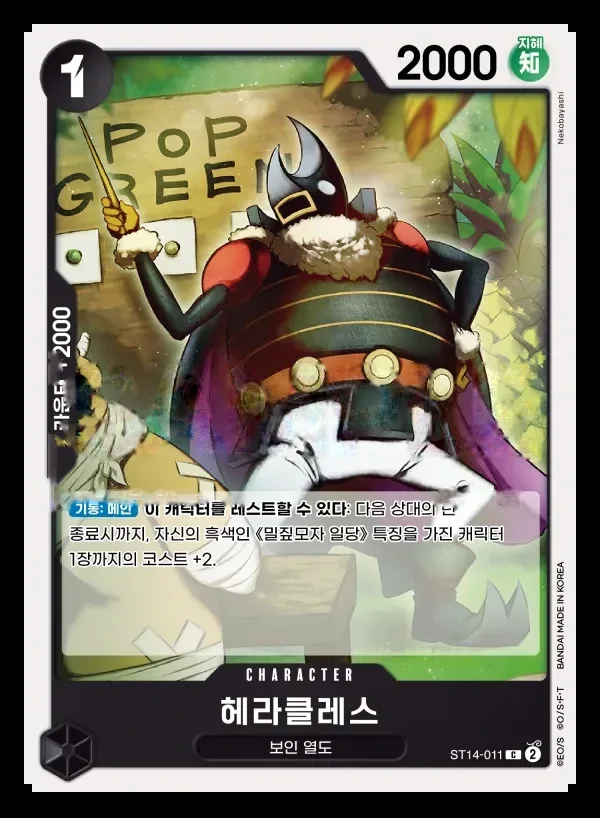 1
2000
지혜
知
Nekobayashi
POP
GREEN
+2000
기동: 메인 이 캐릭터를 레스트할 수 있다: 다음 상대의
종료시까지, 자신의 흑색인 《밀짚모자 일당》 특징을 가진 캐릭터
1장까지의 코스트 +2.
CHARACTER
헤라클레스
보인 열도
ST14-011 C 2
©EO/S ©O/S·F·T BANDAI MADE IN KOREA